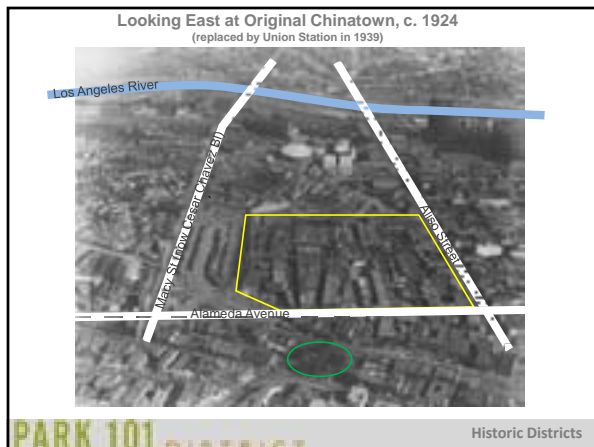 Looking East at Original Chinatown, c. 1924
(replaced by Union Station in 1939)
Los Angeles River
Macy St (now Cesar Chavez Bl)
Aliso Street
Alameda Avenue
PARK 101
DISTRICT
Historic Districts